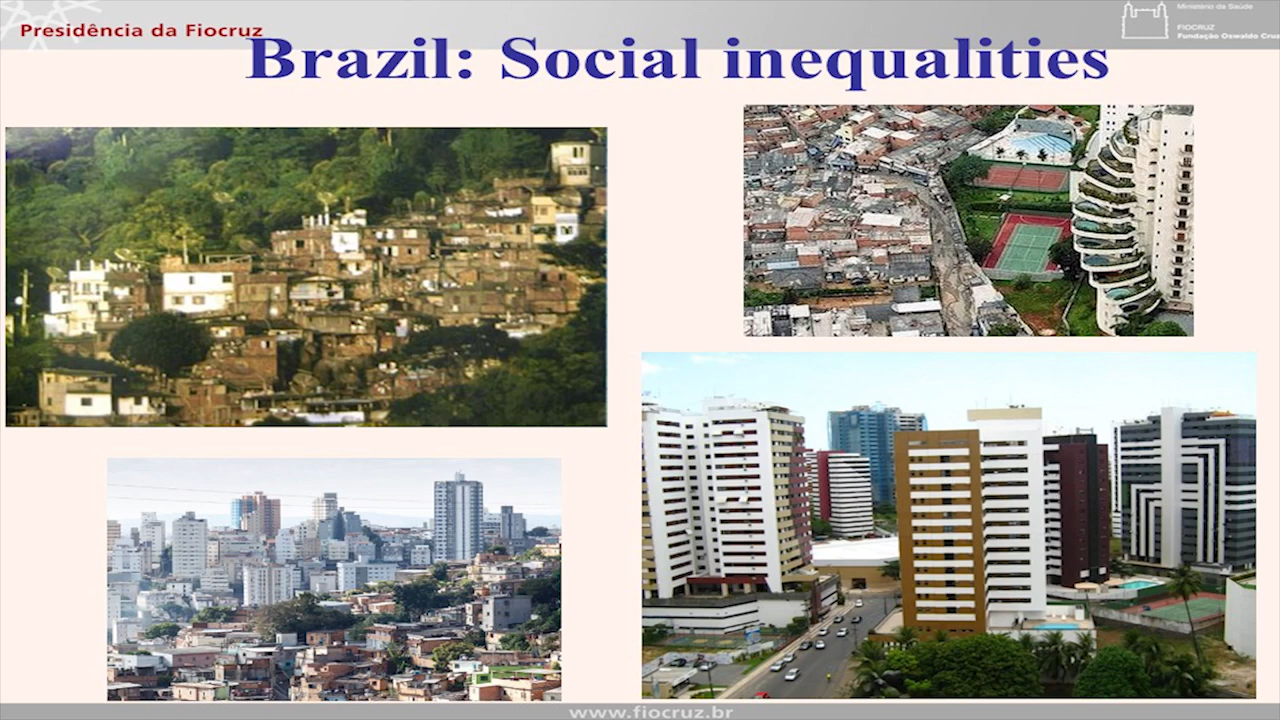 Presidência da Fiocruz
Ministério da Saúde
FIOCRUZ
Fundação Oswaldo Cruz
Brazil: Social inequalities
www.fiocruz.br